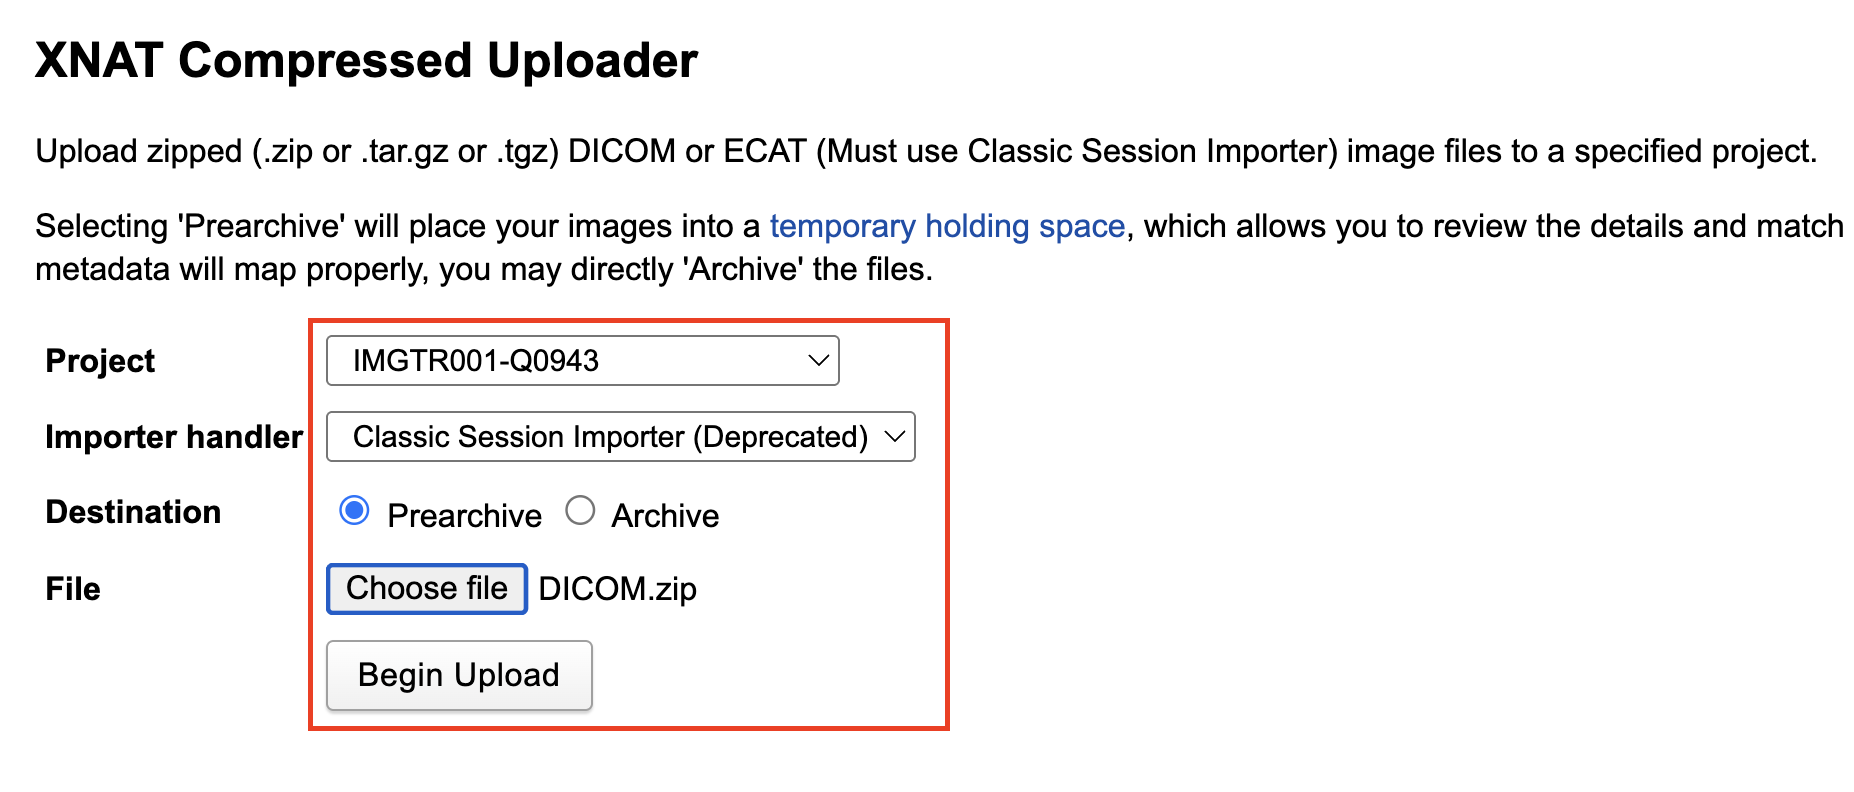 XNAT Compressed Uploader
Upload zipped (.zip or .tar.gz or .tgz) DICOM or ECAT (Must use Classic Session Importer) image files to a specified project.
Selecting 'Prearchive' will place your images into a temporary holding space, which allows you to review the details and match
metadata will map properly, you may directly 'Archive' the files.
Project IMGTR001-Q0943
Importer handler Classic Session Importer (Deprecated)
Destination Prearchive Archive
File Choose file DICOM.zip
Begin Upload